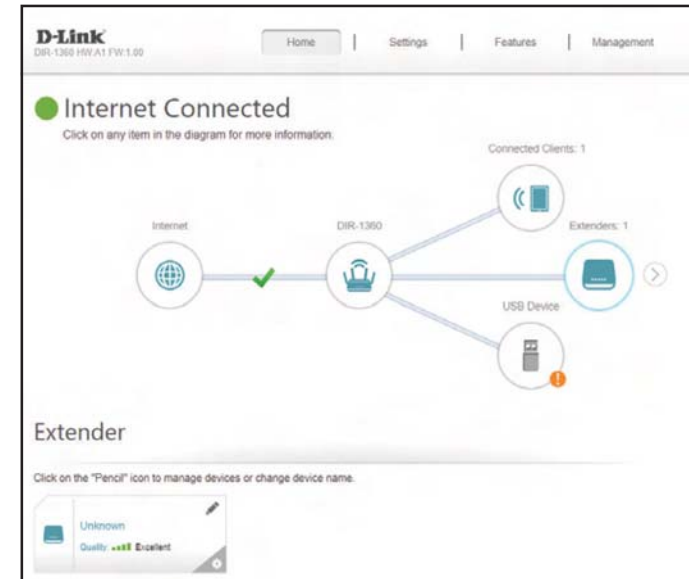 D-Link
DIR-1360 HW:A1 FW:1.00
Home | Settings | Features | Management
Internet Connected
Click on any item in the diagram for more information.
Connected Clients: 1
Internet
DIR-1360
Extenders: 1
USB Device
Extender
Click on the "Pencil" icon to manage devices or change device name.
Unknown
Quality: Excellent